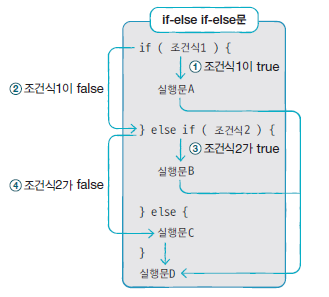 if-else if-else문
if ( 조건식1 ) {
① 조건식1이 true
② 조건식1이 false
실행문A
} else if ( 조건식2 ) {
③ 조건식2가 true
실행문B
④ 조건식2가 false
} else {
실행문C
}
실행문D